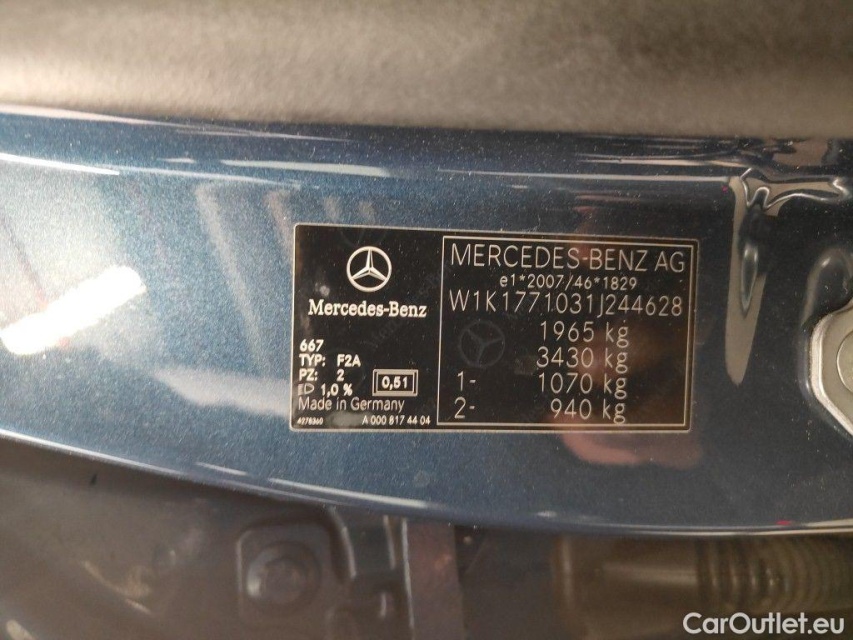 Mercedes-Benz
667
TYP: F2A
PZ: 2
1,0 %
0,51
Made in Germany
4278360
A 000 817 44 04
MERCEDES-BENZ AG
e1*2007/46*1829
W1K1771031J244628
1965 kg
3430 kg
1- 1070 kg
2- 940 kg
CarOutlet.eu